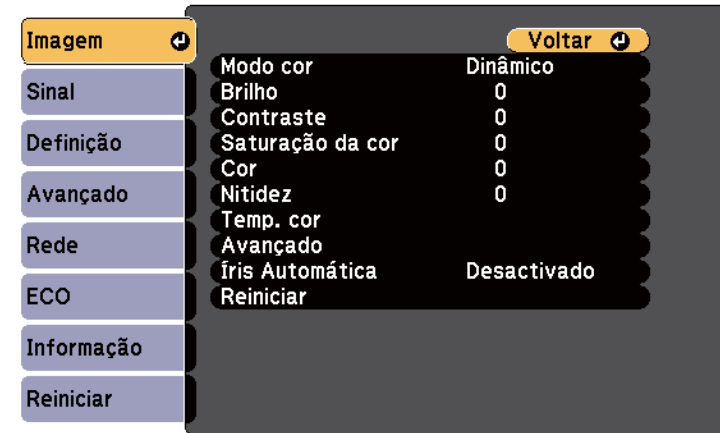 Imagem
Sinal
Definição
Avançado
Rede
ECO
Informação
Reiniciar
Voltar
Modo cor Dinâmico
Brilho 0
Contraste 0
Saturação da cor 0
Cor 0
Nitidez 0
Temp. cor
Avançado
Íris Automática Desactivado
Reiniciar